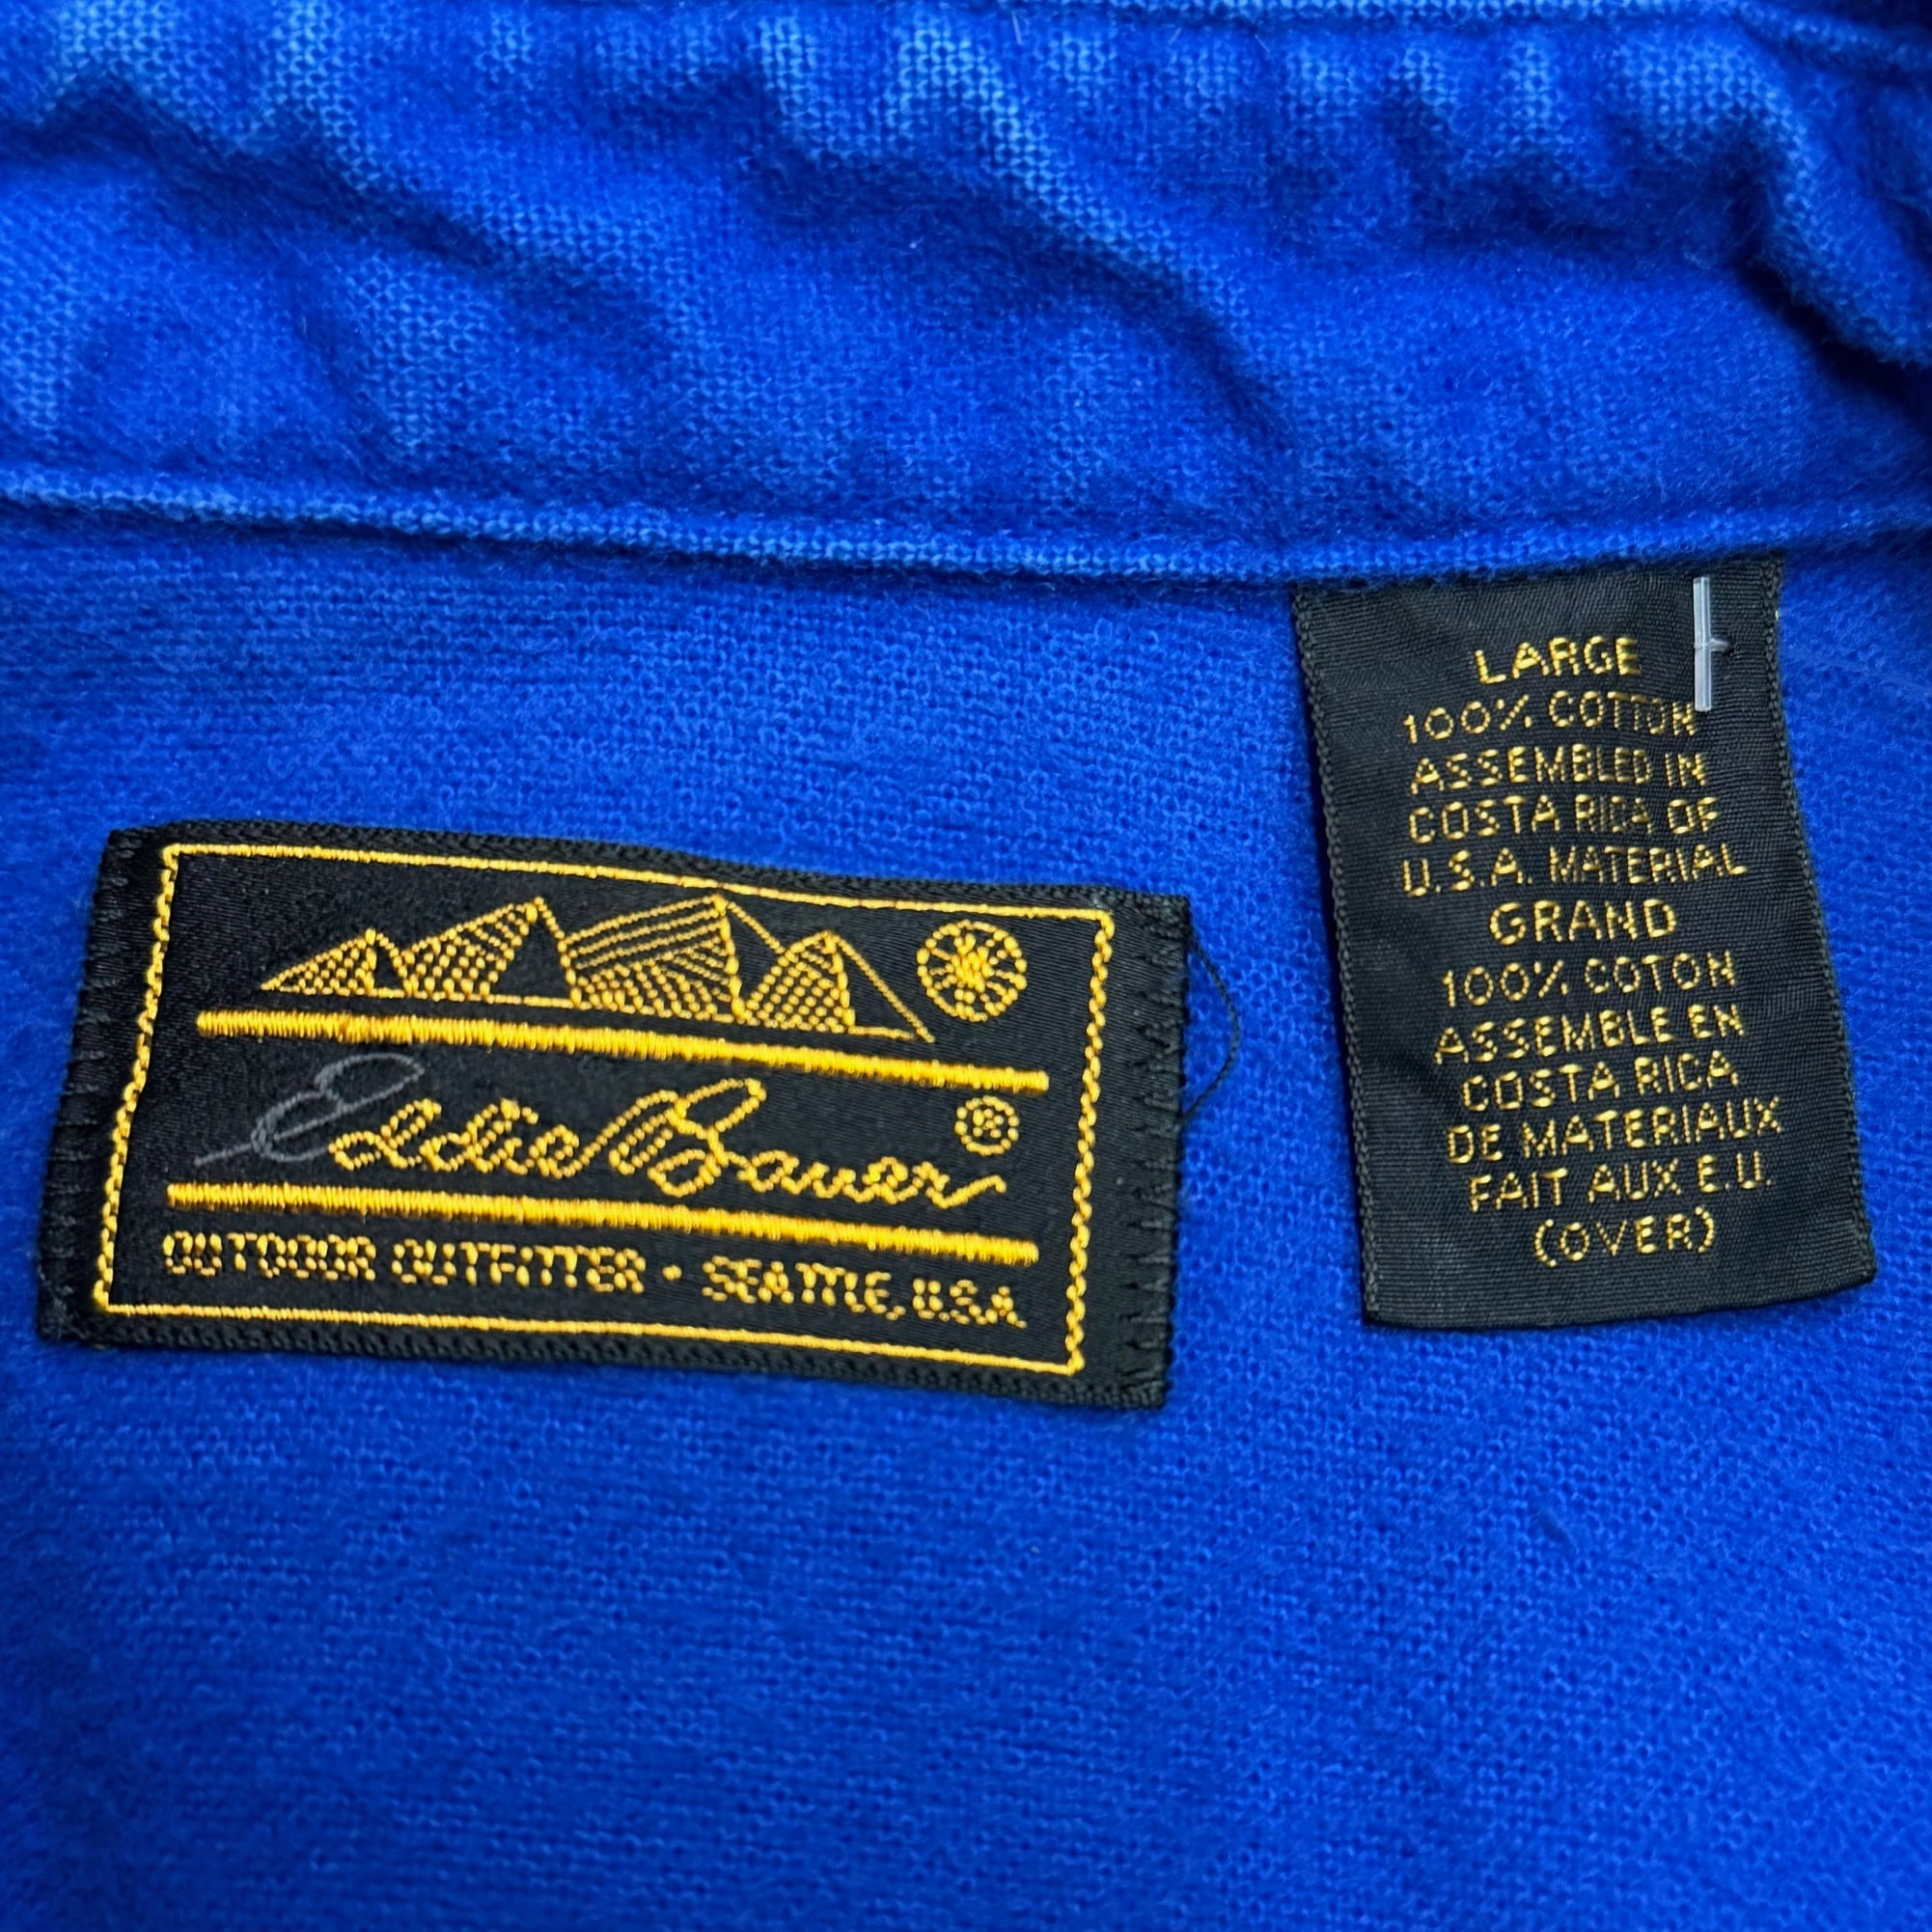 Eddie Bauer®
OUTDOOR OUTFITTER • SEATTLE, U.S.A.
LARGE
100% COTTON
ASSEMBLED IN
COSTA RICA OF
U.S.A. MATERIAL
GRAND
100% COTON
ASSEMBLE EN
COSTA RICA
DE MATERIAUX
FAIT AUX E.U.
(OVER)